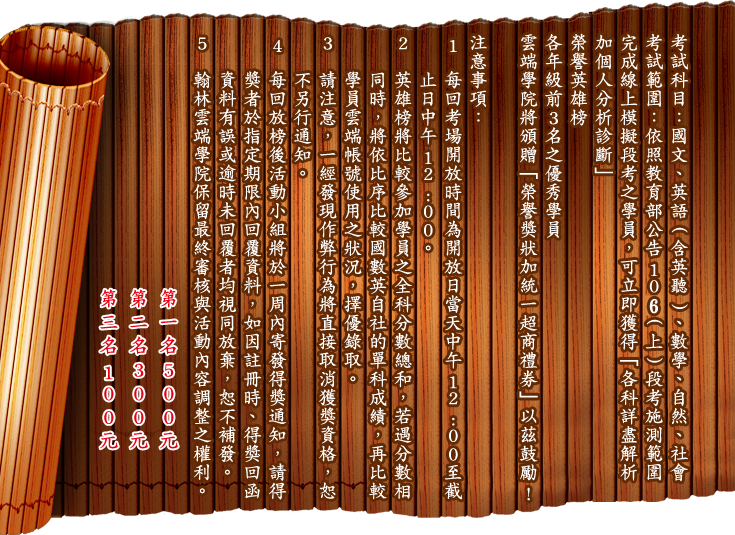 考試科目：國文、英語（含英聽）、數學、自然、社會
考試範圍：依照教育部公告106（上）段考施測範圍
完成線上模擬段考之學員，可立即獲得「各科詳盡解析
加個人分析診斷」
榮譽英雄榜
各年級前3名之優秀學員
雲端學院將頒贈「榮譽獎狀加統一超商禮券」以茲鼓勵！
注意事項：
1 每回考場開放時間為開放日當天中午12:00至截
止日中午12:00。
2 英雄榜將比較參加學員之全科分數總和，若遇分數相
同時，將依比序比較國數英自社的單科成績，再比較
學員雲端帳號使用之狀況，擇優錄取。
3 請注意，一經發現作弊行為將直接取消獲獎資格，恕
不另行通知。
4 每回放榜後活動小組將於一周內寄發得獎通知，請得
獎者於指定期限內回覆資料，如因註冊時、得獎回函
資料有誤或逾時未回覆者均視同放棄，恕不補發。
5 翰林雲端學院保留最終審核與活動內容調整之權利。
第一名500元
第二名300元
第三名100元